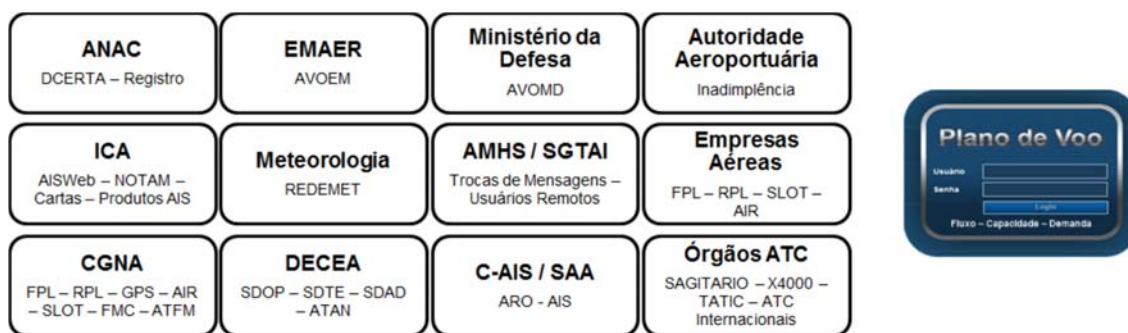 ANAC
DCERTA – Registro
EMAER
AVOEM
Ministério da
Defesa
AVOMD
Autoridade
Aeroportuária
Inadimplência
ICA
AISWeb – NOTAM –
Cartas – Produtos AIS
Meteorologia
REDEMET
AMHS / SGTAI
Trocas de Mensagens –
Usuários Remotos
Empresas
Aéreas
FPL – RPL – SLOT –
AIR
CGNA
FPL – RPL – GPS – AIR
– SLOT – FMC – ATFM
DECEA
SDOP – SDTE – SDAD
– ATAN
C-AIS / SAA
ARO - AIS
Órgãos ATC
SAGITARIO – X4000 –
TATIC – ATC
Internacionais
Plano de Voo
Usuário
Senha
Login
Fluxo – Capacidade – Demanda